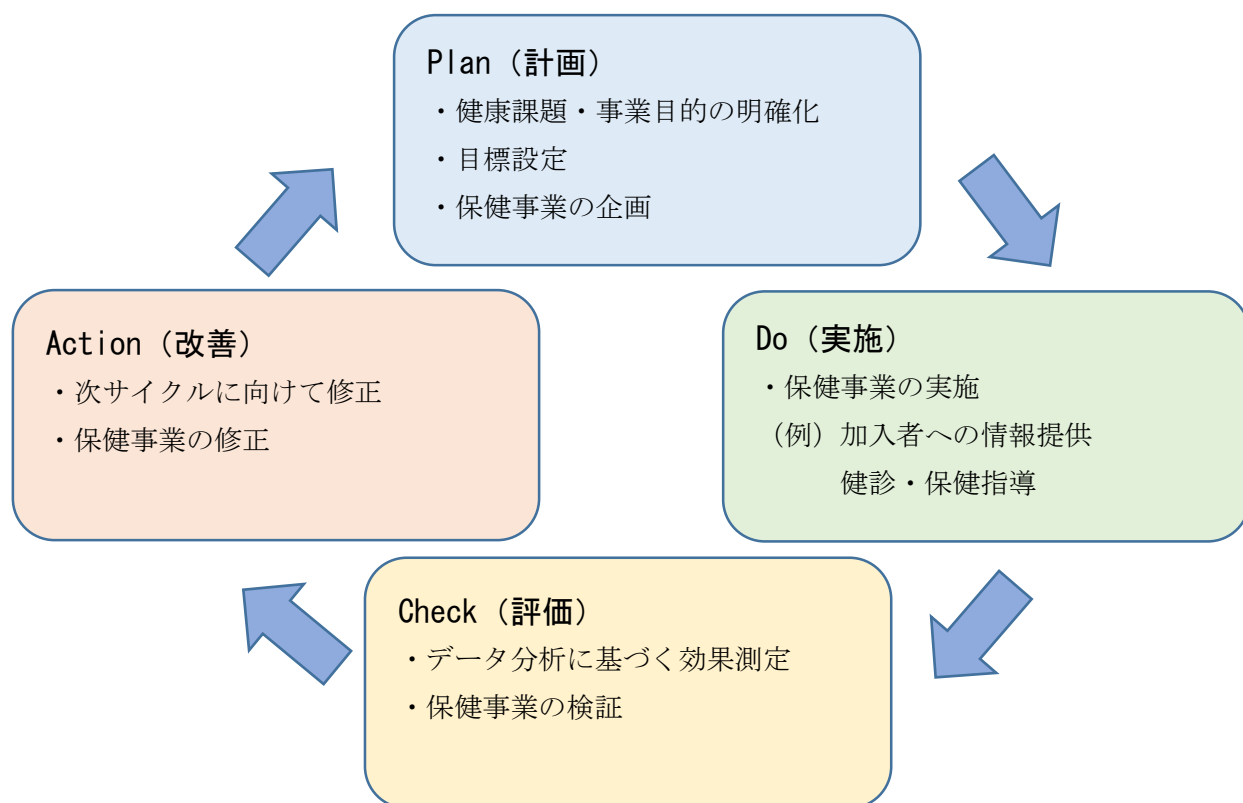 Plan（計画）
・健康課題・事業目的の明確化
・目標設定
・保健事業の企画
Do（実施）
・保健事業の実施
（例）加入者への情報提供
健診・保健指導
Check（評価）
・データ分析に基づく効果測定
・保健事業の検証
Action（改善）
・次サイクルに向けて修正
・保健事業の修正